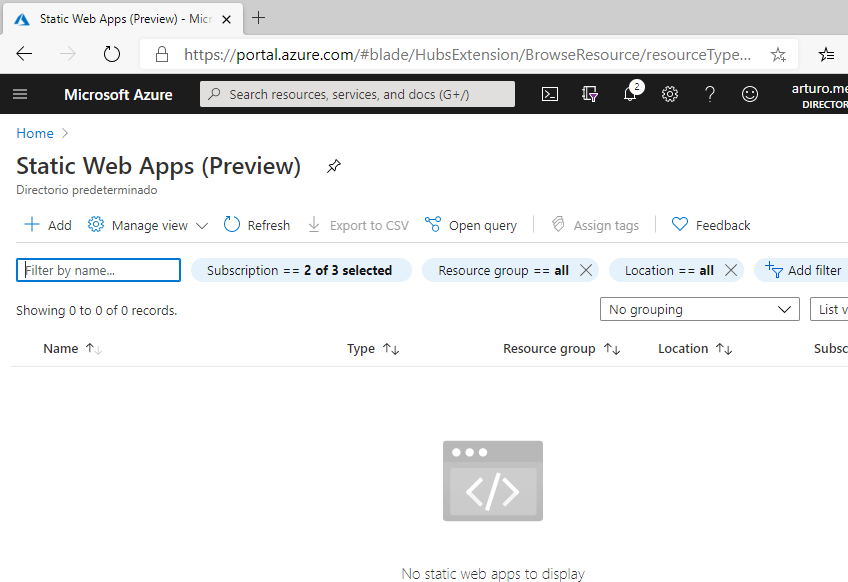 Static Web Apps (Preview) - Micr
https://portal.azure.com/#blade/HubsExtension/BrowseResource/resourceType...
Microsoft Azure
Search resources, services, and docs (G+/)
2
arturo.me
DIRECTOR
Home
Static Web Apps (Preview)
Directorio predeterminado
Add
Manage view
Refresh
Export to CSV
Open query
Assign tags
Feedback
Filter by name...
Subscription == 2 of 3 selected
Resource group == all
Location == all
Add filter
Showing 0 to 0 of 0 records.
No grouping
List v
Name
Type
Resource group
Location
Subsc
No static web apps to display